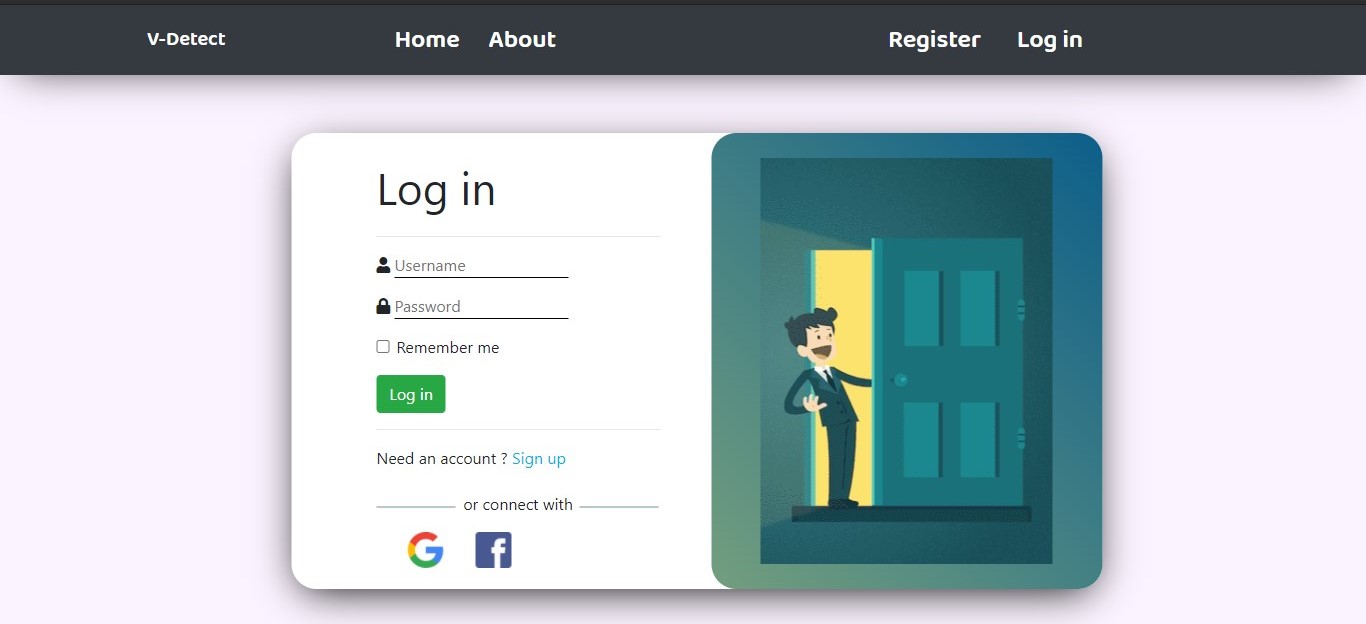 V-Detect Home About Register Log in
Log in
Username
Password
Remember me
Log in
Need an account ? Sign up
or connect with